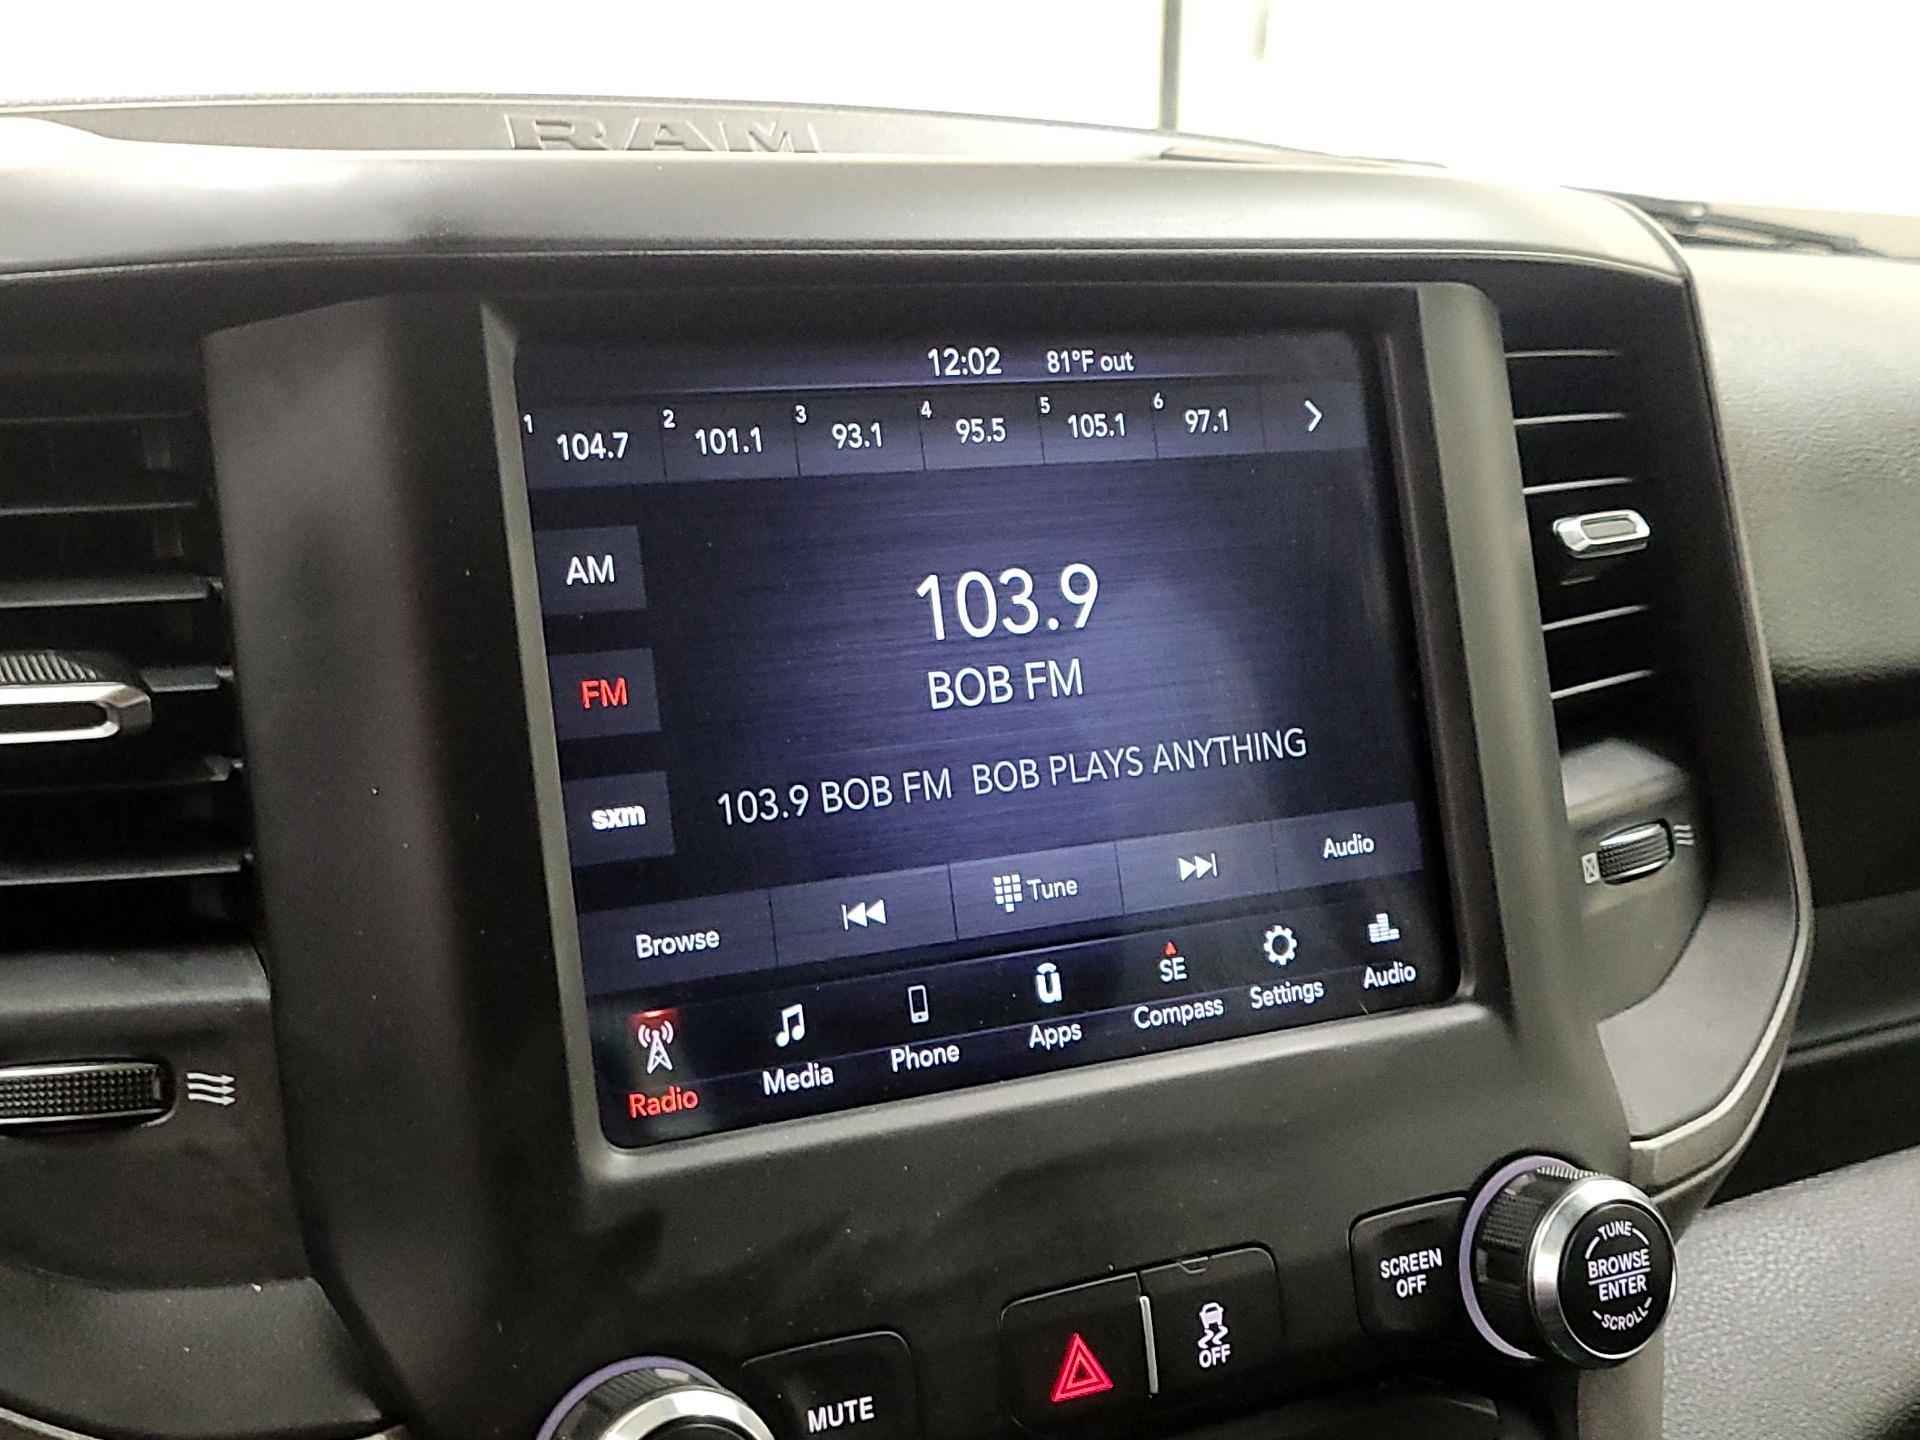 RAM
12:02 81°F out
1 104.7 2 101.1 3 93.1 4 95.5 5 105.1 6 97.1
AM
103.9
FM
BOB FM
sxm
103.9 BOB FM BOB PLAYS ANYTHING
Browse Tune Audio
SE
Radio Media Phone Apps Compass Settings Audio
SCREEN
OFF
TUNE
BROWSE
ENTER
SCROLL
OFF
MUTE